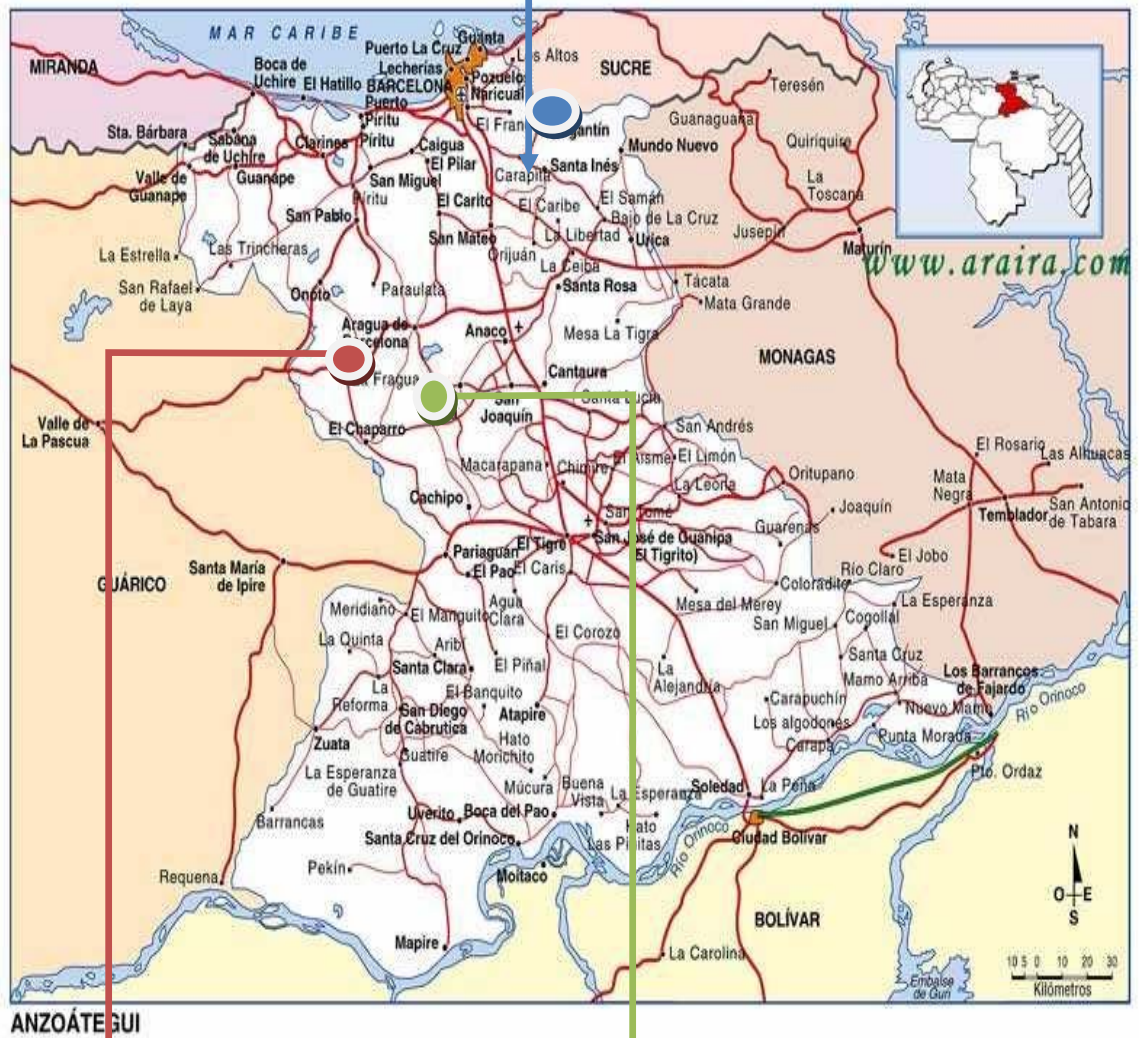 MAR CARIBE
MIRANDA
SUCRE
Guanta
Puerto La Cruz
Los Altos
Lecherías
Boca de
Uchire
El Hatillo
BARCELONA
Pozuelo
Naricual
Teresén
Puerto
Píritu
Guanaguana
Sta. Bárbara
Sabana
de Uchire
Clarines
Píritu
Caigua
El Pilar
Mundo Nuevo
Quiriquire
Valle de
Guanape
Guanape
San Miguel
Carapita
Santa Inés
La
Toscana
Píritu
El Carito
El Caribe
El Samán
Bajo de La Cruz
San Pablo
San Mateo
La Libertad
Urica
Jusepín
Maturín
La Estrella
Las Trincheras
Orijuán
La Ceiba
www.araira.com
San Rafael
de Laya
Onoto
Paraulata
Santa Rosa
Tácata
Mata Grande
Aragua de
Anaco
Mesa La Tigra
MONAGAS
Fragua
Cantaura
San
Joaquín
Santa Lucía
Valle de
La Pascua
El Chaparro
San Andrés
El Rosario
Las Alhuacas
Macarapana
Chimire
El Limón
La Leona
Oritupano
Mata
Negra
Cachipo
San Tomé
Joaquín
Temblador
San Antonio
de Tabara
Guarenas
Pariaguán
El Tigre
San José de Guanipa
(El Tigrito)
El Jobo
GUÁRICO
Santa María
de Ipire
El Pao
El Caris
Coloradito
Río Claro
Meridiano
El Manguito
Agua
Clara
Mesa del Merey
San Miguel
Cogollal
La Esperanza
La Quinta
Aribí
El Corozo
Santa Clara
El Piñal
La
Alejandría
Santa Cruz
Mamo Arriba
Los Barrancos
de Fajardo
La
Reforma
El Banquito
San Diego
de Cabrutica
Atapire
Carapuchín
Nuevo Mamo
Río Orinoco
Los algodones
Punta Morada
Zuata
Guatire
Hato
Morichito
Carapa
Pto. Ordaz
La Esperanza
de Guatire
Múcura
Buena
Vista
La Esperanza
Soledad
La Peña
Barrancas
Uverito
Boca del Pao
Hato
Las Piñitas
Río Orinoco
Ciudad Bolívar
Santa Cruz del Orinoco
Pekín
Requena
Moitaco
N
O E
S
BOLÍVAR
Mapire
La Carolina
10 5 0 10 20 30
Kilómetros
Embalse
de Guri
ANZOÁTEGUI